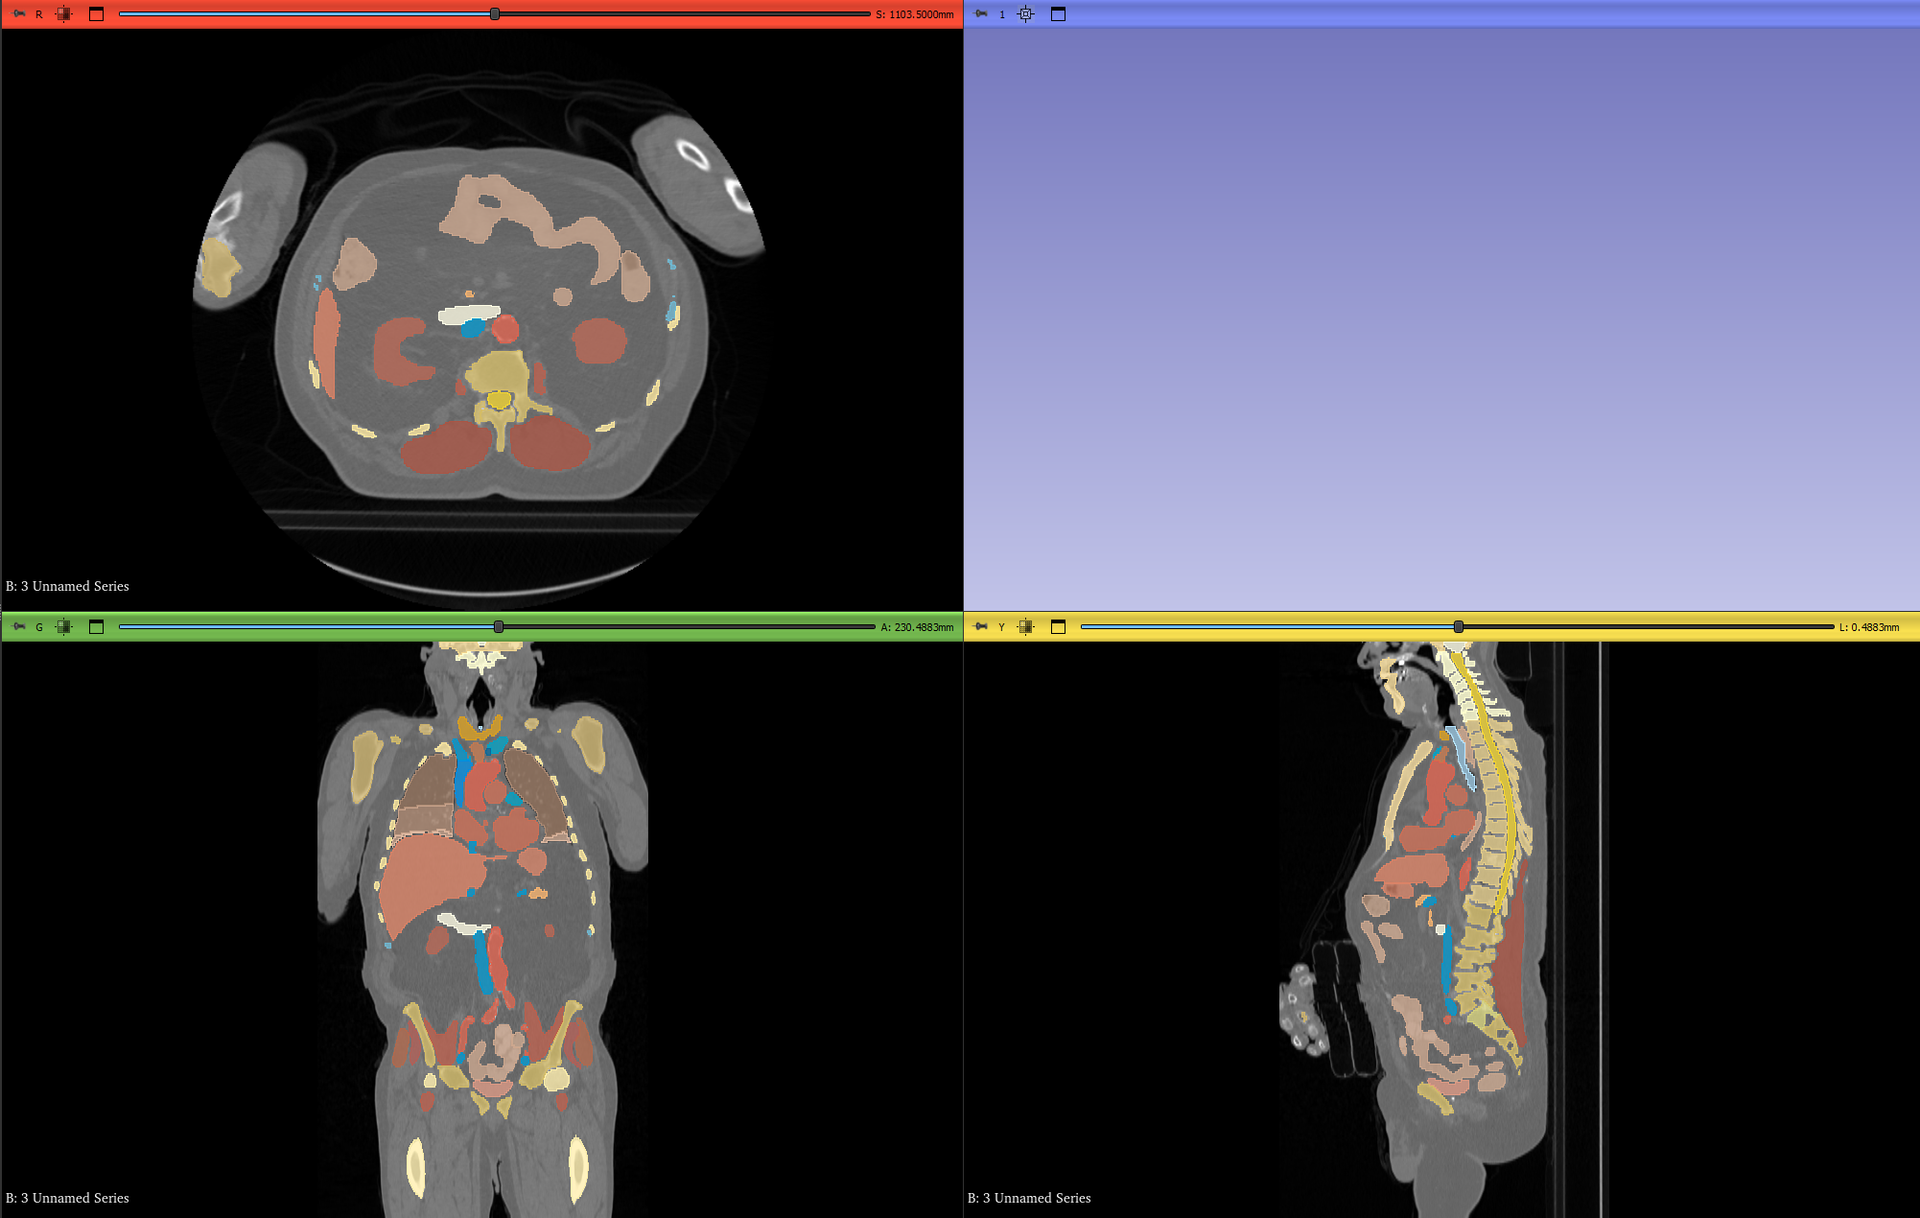 R S: 1103.5000mm
1
B: 3 Unnamed Series
G A: 230.4883mm
Y L: 0.4883mm
B: 3 Unnamed Series
B: 3 Unnamed Series